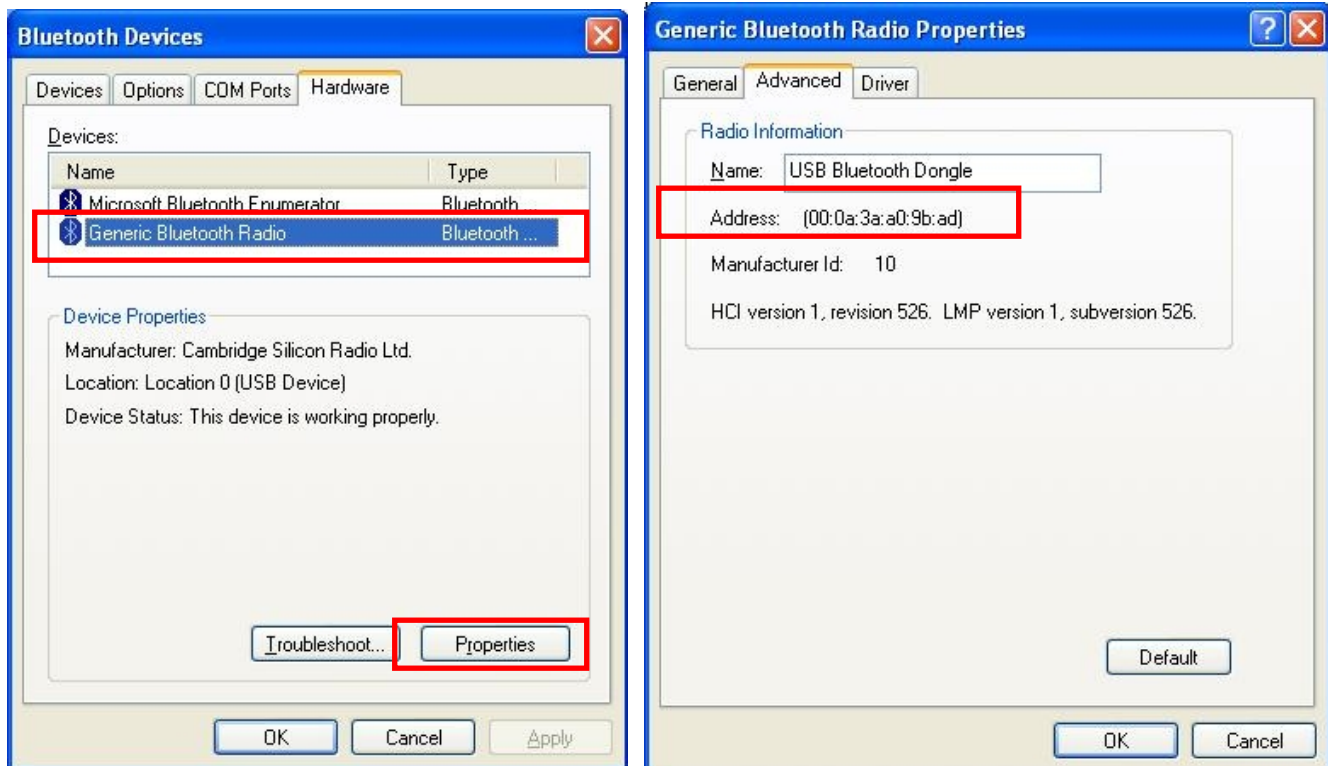 Bluetooth Devices
Devices Options COM Ports Hardware
Devices:
Name Type
Microsoft Bluetooth Enumerator Bluetooth ...
Generic Bluetooth Radio Bluetooth ...
Device Properties
Manufacturer: Cambridge Silicon Radio Ltd.
Location: Location 0 (USB Device)
Device Status: This device is working properly.
Troubleshoot... Properties
OK Cancel Apply
Generic Bluetooth Radio Properties
General Advanced Driver
Radio Information
Name: USB Bluetooth Dongle
Address: (00:0a:3a:a0:9b:ad)
Manufacturer Id: 10
HCI version 1, revision 526. LMP version 1, subversion 526.
Default
OK Cancel